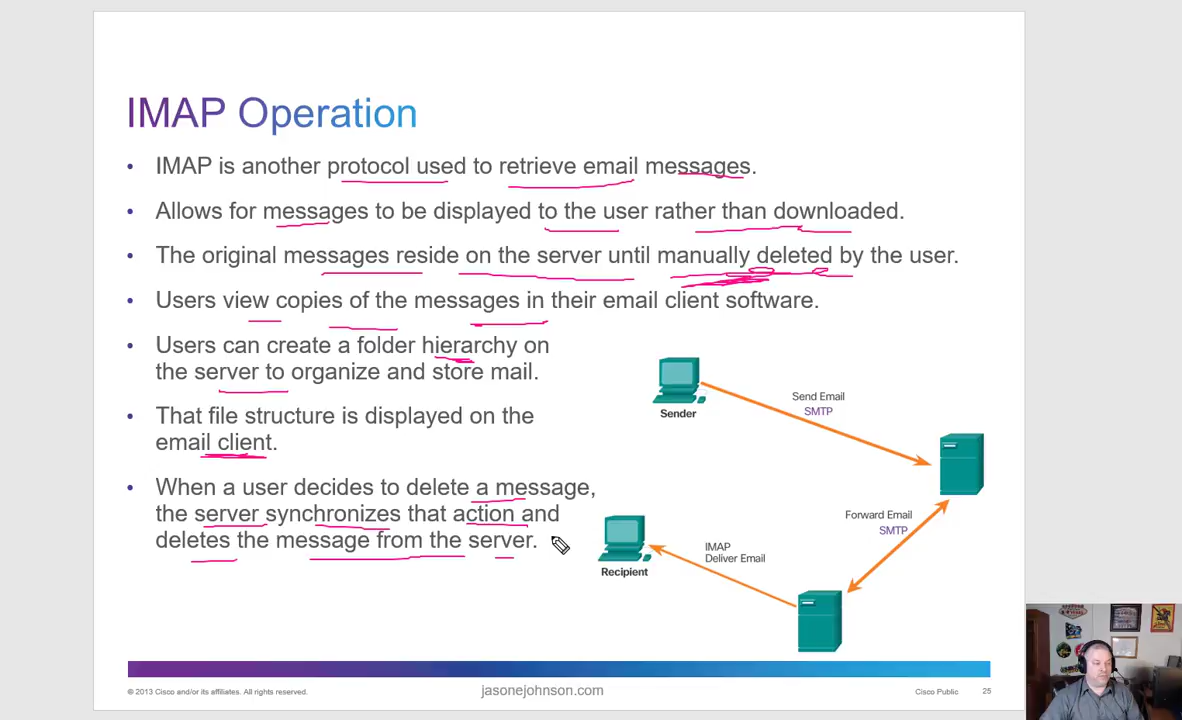 IMAP Operation
• IMAP is another protocol used to retrieve email messages.
• Allows for messages to be displayed to the user rather than downloaded.
• The original messages reside on the server until manually deleted by the user.
• Users view copies of the messages in their email client software.
• Users can create a folder hierarchy on
the server to organize and store mail.
• That file structure is displayed on the
email client.
• When a user decides to delete a message,
the server synchronizes that action and
deletes the message from the server.
Sender
Send Email
SMTP
Forward Email
SMTP
IMAP
Deliver Email
Recipient
© 2013 Cisco and/or its affiliates. All rights reserved.
jasonejohnson.com
Cisco Public
25